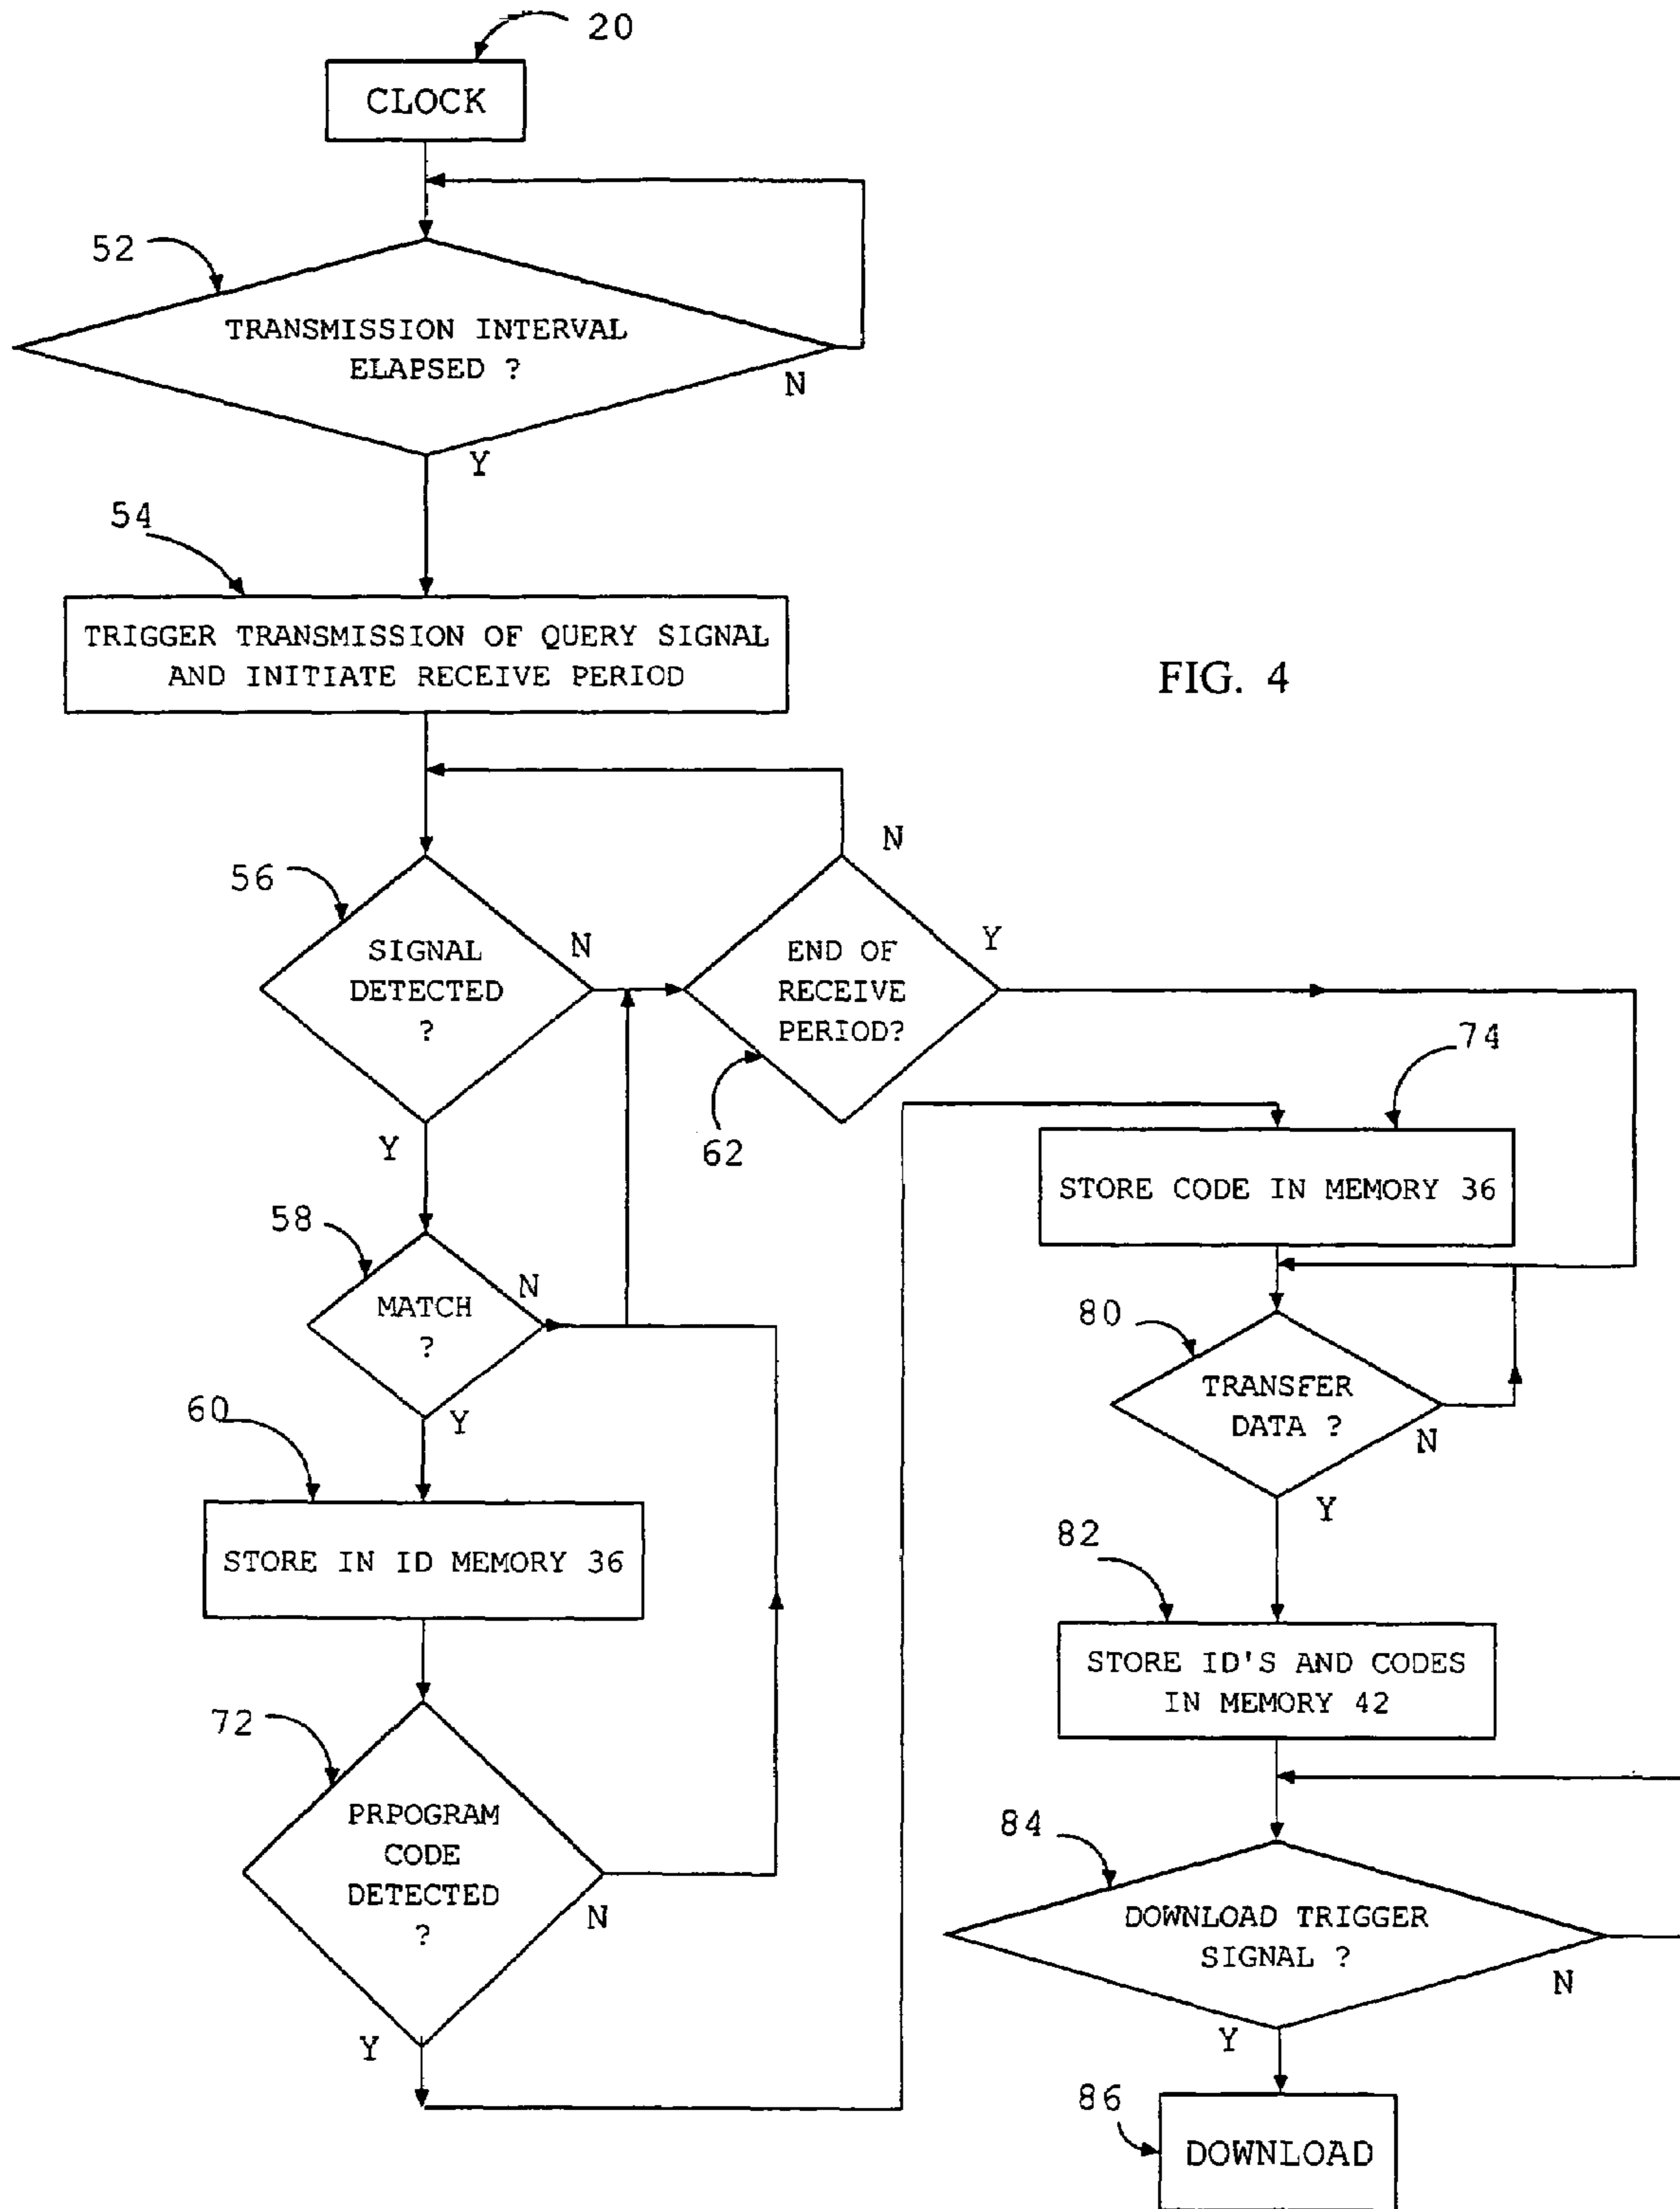 20
CLOCK
52
TRANSMISSION INTERVAL
ELAPSED ?
N
Y
54
TRIGGER TRANSMISSION OF QUERY SIGNAL
AND INITIATE RECEIVE PERIOD
FIG. 4
56
SIGNAL
DETECTED
?
N
Y
END OF
RECEIVE
PERIOD?
N
Y
62
58
MATCH
?
N
Y
60
STORE IN ID MEMORY 36
72
PRPOGRAM
CODE
DETECTED
?
N
Y
74
STORE CODE IN MEMORY 36
80
TRANSFER
DATA ?
N
Y
82
STORE ID'S AND CODES
IN MEMORY 42
84
DOWNLOAD TRIGGER
SIGNAL ?
N
Y
86
DOWNLOAD